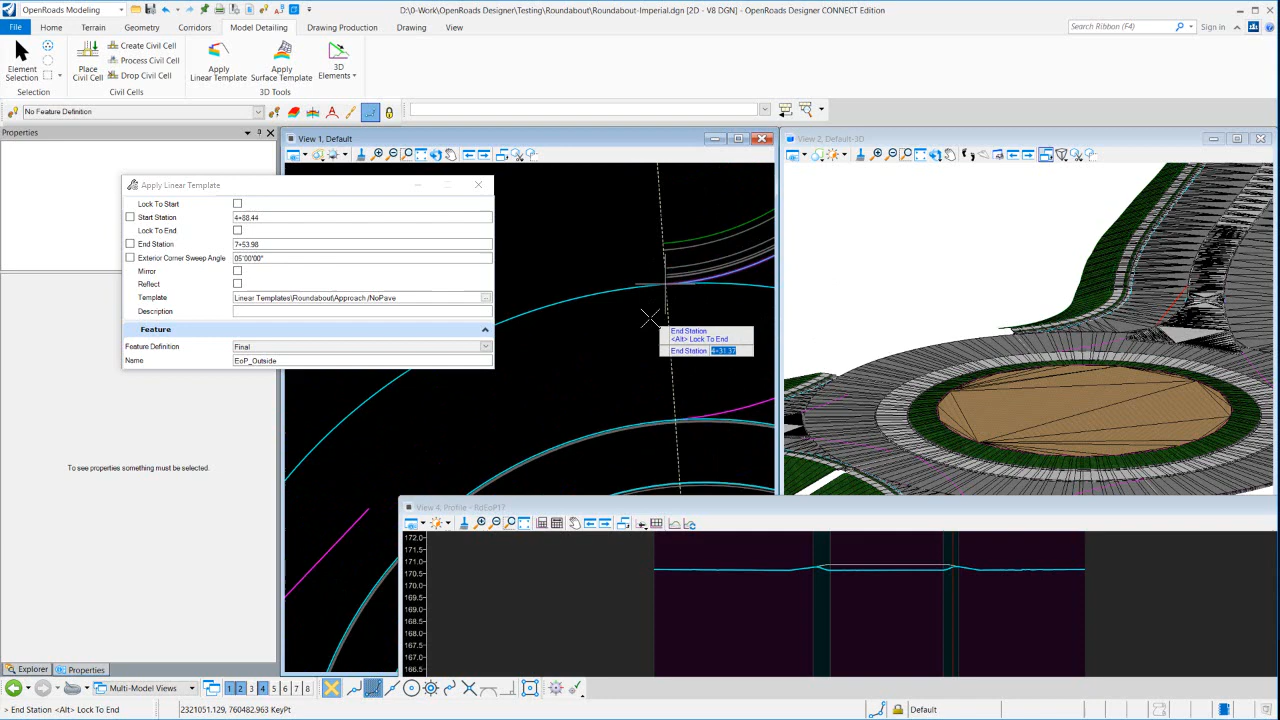 OpenRoads Modeling
D:\0-Work\OpenRoads Designer\Testing\Roundabout\Roundabout-Imperial.dgn [2D - V8 DGN] - OpenRoads Designer CONNECT Edition
File
Home
Terrain
Geometry
Corridors
Model Detailing
Drawing Production
Drawing
View
Search Ribbon (F4)
Sign in
Element
Selection
Selection
Place
Civil Cell
Create Civil Cell
Process Civil Cell
Drop Civil Cell
Civil Cells
Apply
Linear Template
Apply
Surface Template
3D
Elements
3D Tools
No Feature Definition
Properties
View 1, Default
View 2, Default-3D
Apply Linear Template
Lock To Start
Start Station 4+88.44
Lock To End
End Station 7+53.98
Exterior Corner Sweep Angle 05°00'00"
Mirror
Reflect
Template Linear Templates\Roundabout\Approach /NoPave
Description
Feature
Feature Definition Final
Name EoP_Outside
End Station
<Alt> Lock To End
End Station 4+31.37
To see properties something must be selected.
View 4, Profile - RdEoP17
172.0
171.5
171.0
170.5
170.0
169.5
169.0
168.5
168.0
167.5
167.0
166.5
Explorer
Properties
Multi-Model Views
1 2 3 4 5 6 7 8
> End Station <Alt> Lock To End
2321051.129, 760482.963 KeyPt
Default